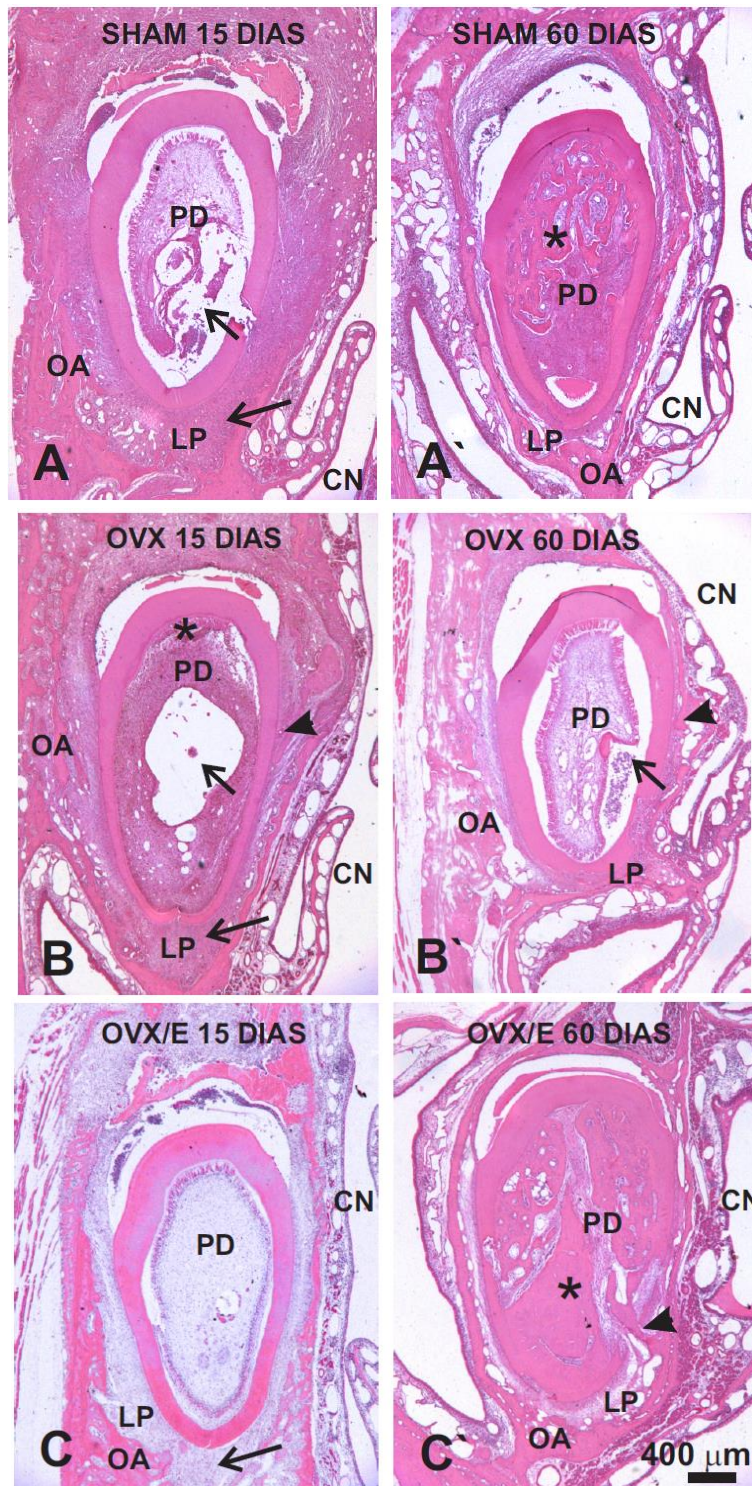 SHAM 15 DIAS
PD
OA
LP
A
CN
SHAM 60 DIAS
*
PD
CN
LP
A`
OA
OVX 15 DIAS
*
PD
OA
CN
LP
B
OVX 60 DIAS
CN
PD
OA
LP
B`
OVX/E 15 DIAS
CN
PD
LP
C
OA
OVX/E 60 DIAS
CN
PD
*
LP
OA
C`
400 µm